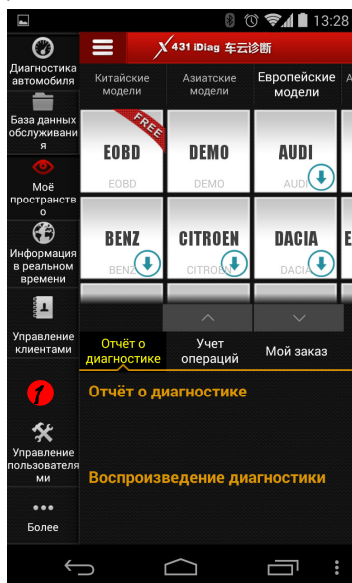 13:28
Диагностика
автомобиля
База данных
обслуживани
я
Моё
пространств
о
Информация
в реальном
времени
Управление
клиентами
Управление
пользователя
ми
Более
X 431 iDiag 车云诊断
Китайские
модели
Азиатские
модели
Европейские
модели
А
FREE
EOBD
EOBD
DEMO
DEMO
AUDI
AUDI
BENZ
BENZ
CITROEN
CITROEN
DACIA
DACIA
E
Отчёт о
диагностике
Учет
операций
Мой заказ
Отчёт о диагностике
Воспроизведение диагностики